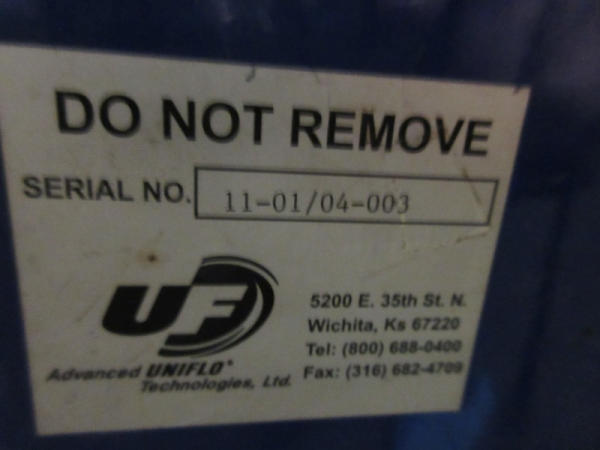 DO NOT REMOVE
SERIAL NO. 11-01/04-003
UF
Advanced UNIFLO®
Technologies, Ltd.
5200 E. 35th St. N.
Wichita, Ks 67220
Tel: (800) 688-0400
Fax: (316) 682-4709